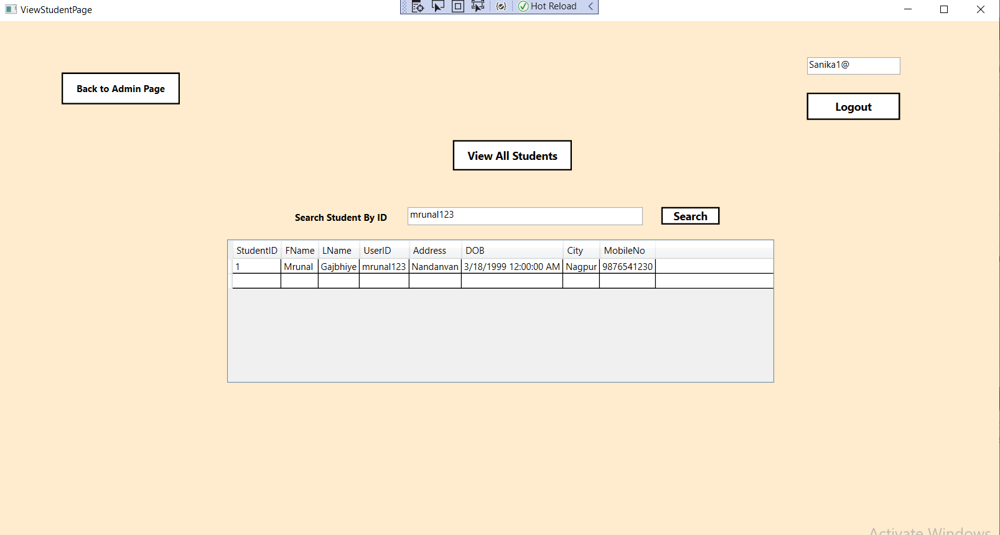 ViewStudentPage
Hot Reload
Sanika1@
Back to Admin Page
Logout
View All Students
Search Student By ID mrunal123 Search
StudentID FName LName UserID Address DOB City MobileNo
1 Mrunal Gajbhiye mrunal123 Nandanvan 3/18/1999 12:00:00 AM Nagpur 9876541230
Activate Windows